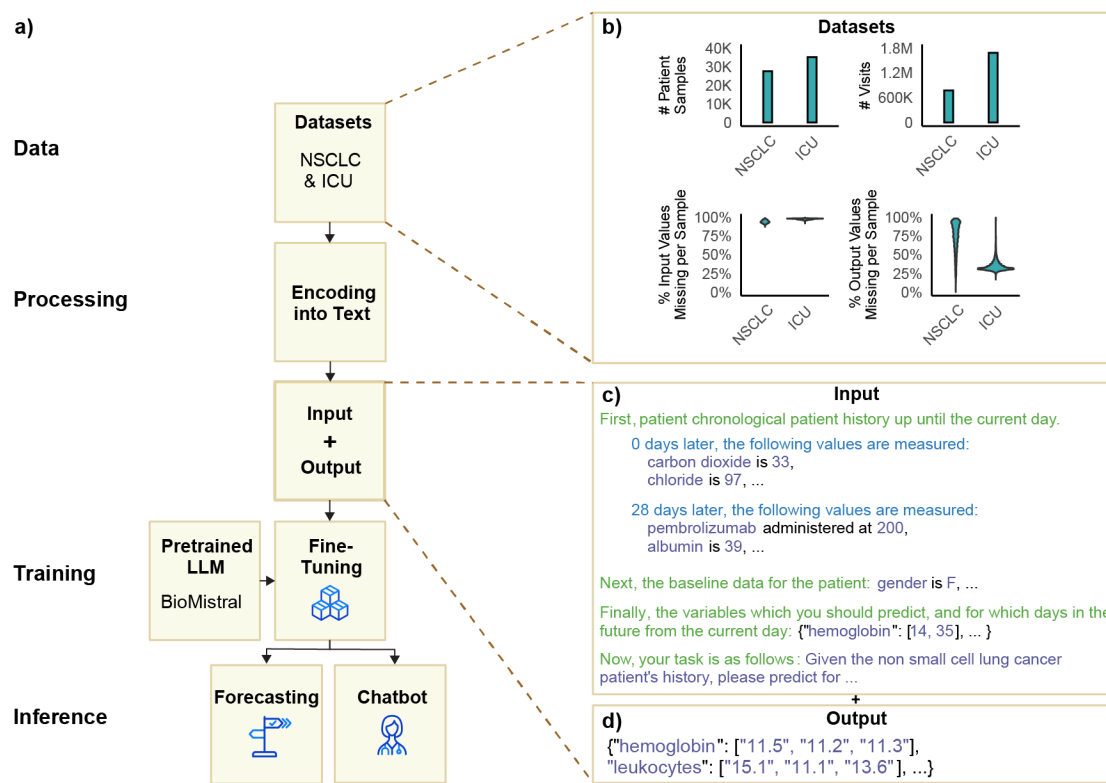 a)
Data
Datasets
NSCLC
& ICU
Processing
Encoding
into Text
Input
+
Output
Training
Pretrained
LLM
BioMistral
Fine-
Tuning
Inference
Forecasting
Chatbot
b)
Datasets
# Patient
Samples
40K
30K
20K
10K
0
NSCLC
ICU
# Visits
1.8M
1.2M
600K
0
NSCLC
ICU
% Input Values
Missing per Sample
100%
75%
50%
25%
0%
NSCLC
ICU
% Output Values
Missing per Sample
100%
75%
50%
25%
0%
NSCLC
ICU
c)
Input
First, patient chronological patient history up until the current day.
0 days later, the following values are measured:
carbon dioxide is 33,
chloride is 97, ...
28 days later, the following values are measured:
pembrolizumab administered at 200,
albumin is 39, ...
Next, the baseline data for the patient: gender is F, ...
Finally, the variables which you should predict, and for which days in the
future from the current day: {"hemoglobin": [14, 35], ... }
Now, your task is as follows: Given the non small cell lung cancer
patient's history, please predict for ...
+
d)
Output
{"hemoglobin": ["11.5", "11.2", "11.3"],
"leukocytes": ["15.1", "11.1", "13.6"], ...}